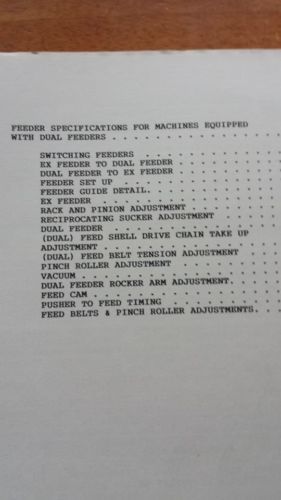 FEEDER SPECIFICATIONS FOR MACHINES EQUIPPED
WITH DUAL FEEDERS . . . . . . . . . . . . . . . .
SWITCHING FEEDERS . . . . . . . . . . . . .
EX FEEDER TO DUAL FEEDER . . . . . . . . . .
DUAL FEEDER TO EX FEEDER . . . . . . . . . .
FEEDER SET UP . . . . . . . . . . . . . . .
FEEDER GUIDE DETAIL. . . . . . . . . . . . .
EX FEEDER . . . . . . . . . . . . . . . . .
RACK AND PINION ADJUSTMENT . . . . . . . . .
RECIPROCATING SUCKER ADJUSTMENT . . . . . .
DUAL FEEDER . . . . . . . . . . . . . . . .
(DUAL) FEED SHELL DRIVE CHAIN TAKE UP
ADJUSTMENT . . . . . . . . . . . . . . . . .
(DUAL) FEED BELT TENSION ADJUSTMENT . . .
PINCH ROLLER ADJUSTMENT . . . . . . . . . .
VACUUM . . . . . . . . . . . . . . . . . . .
DUAL FEEDER ROCKER ARM ADJUSTMENT. . . . .
FEED CAM . . . . . . . . . . . . . . . . . .
PUSHER TO FEED TIMING . . . . . . . . . . .
FEED BELTS & PINCH ROLLER ADJUSTMENTS. . . .